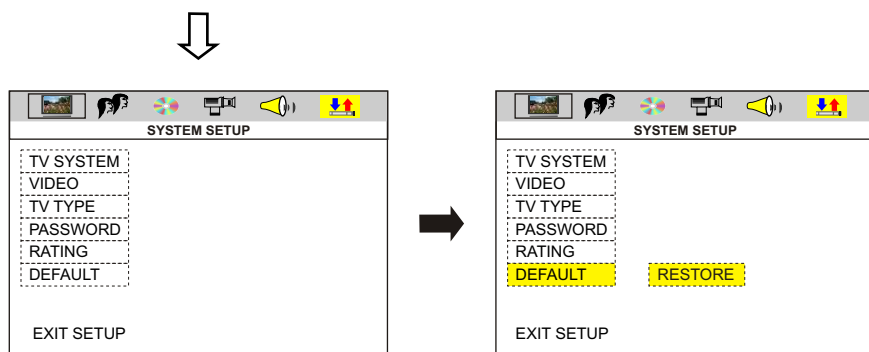 SYSTEM SETUP
TV SYSTEM
VIDEO
TV TYPE
PASSWORD
RATING
DEFAULT
EXIT SETUP
SYSTEM SETUP
TV SYSTEM
VIDEO
TV TYPE
PASSWORD
RATING
DEFAULT RESTORE
EXIT SETUP